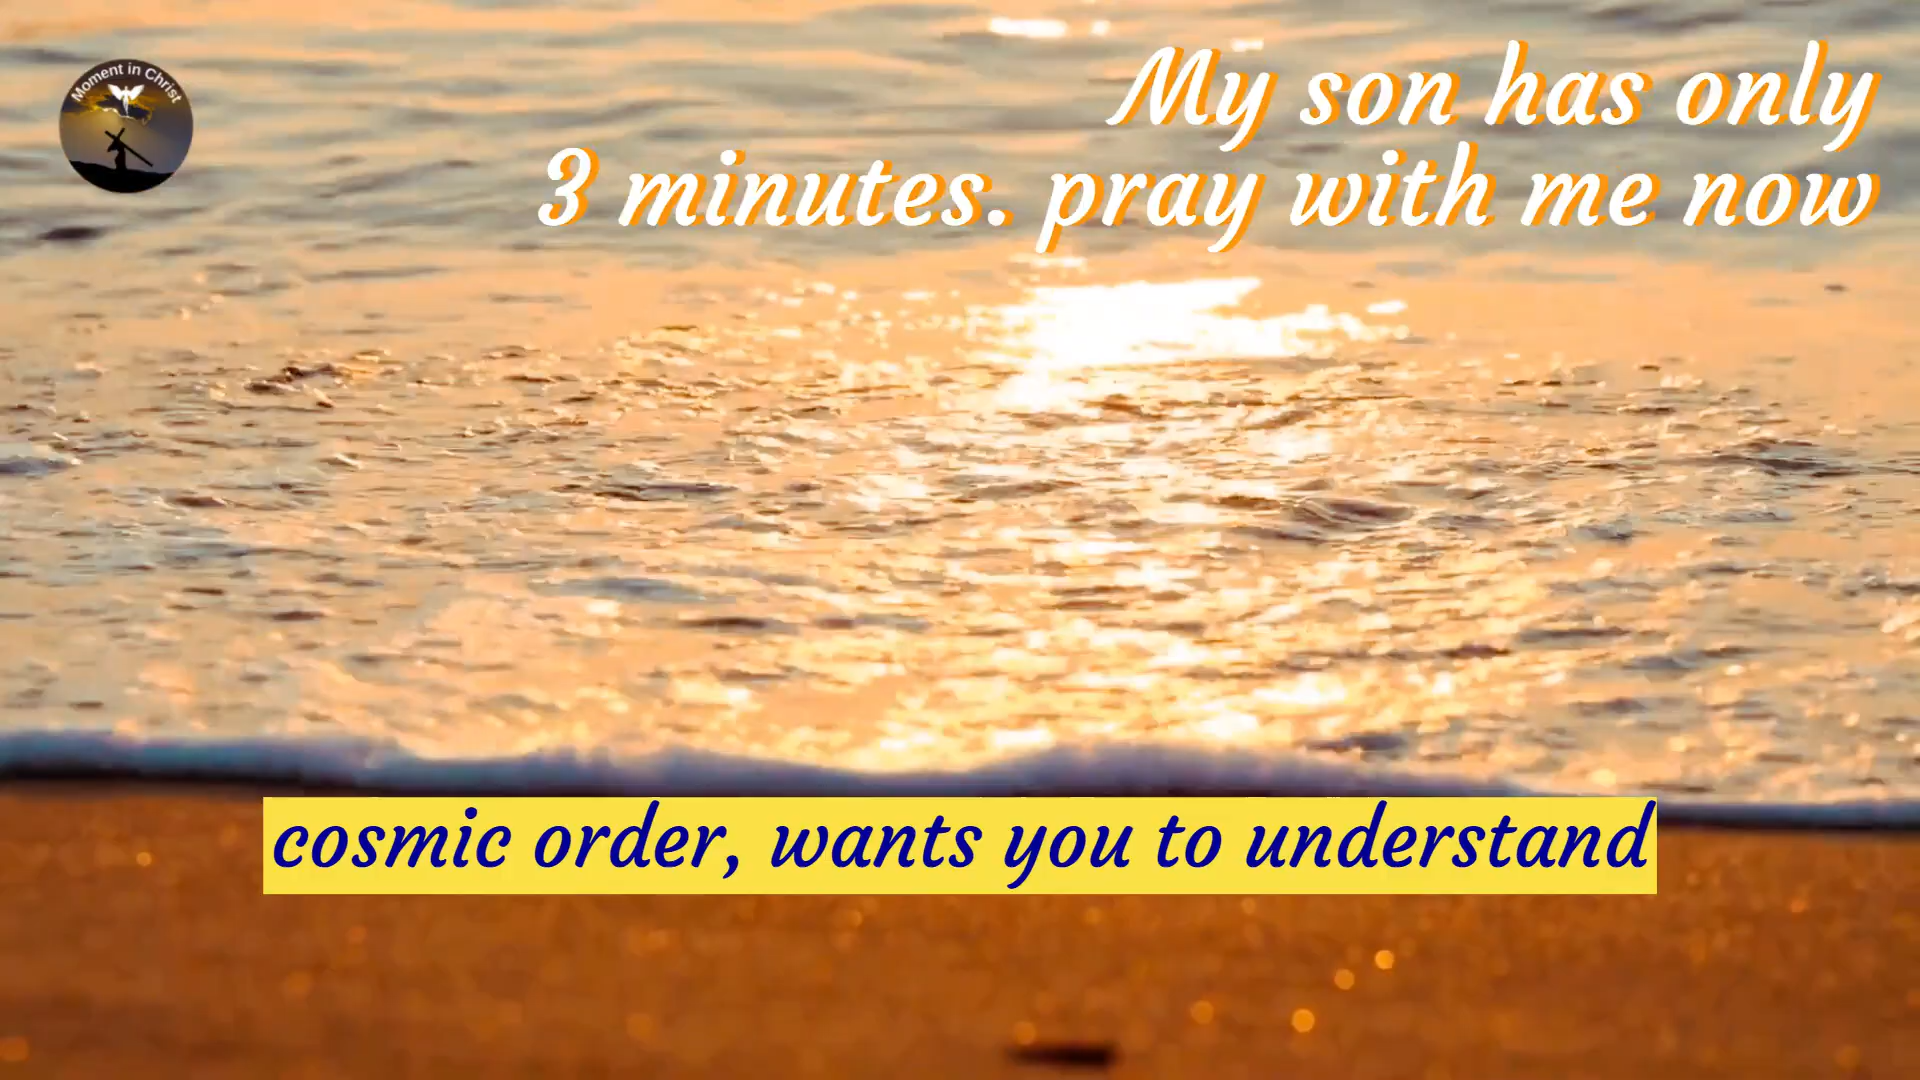 Moment in Christ
My son has only
3 minutes. pray with me now
cosmic order, wants you to understand